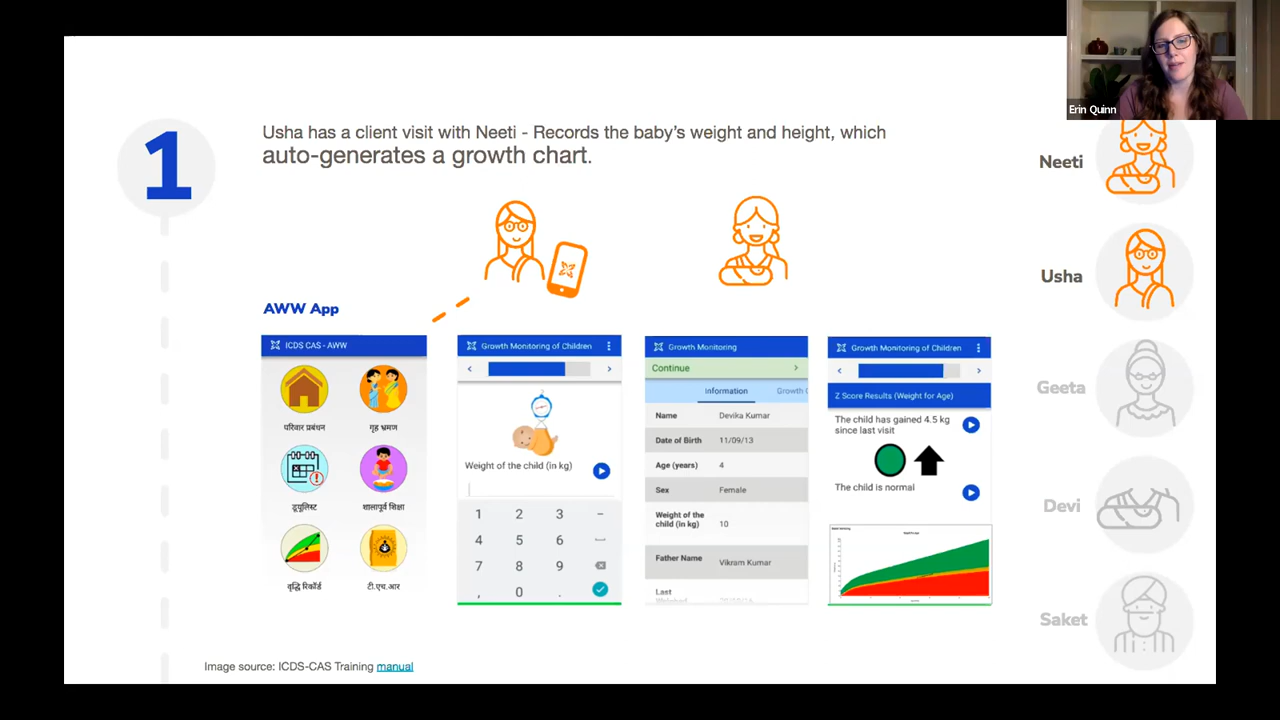 Erin Quinn
1
Usha has a client visit with Neeti - Records the baby's weight and height, which
auto-generates a growth chart.
Neeti
Usha
Geeta
Devi
Saket
AWW App
ICDS CAS - AWW
परिवार प्रबंधन
गृह भ्रमण
ड्यूलिस्ट
शालापूर्व शिक्षा
वृद्धि रिकॉर्ड
टी.एच.आर
Growth Monitoring of Children
Weight of the child (in kg)
1 2 3 -
4 5 6
7 8 9
, 0 .
Growth Monitoring
Continue
Information Growth C
Name Devika Kumar
Date of Birth 11/09/13
Age (years) 4
Sex Female
Weight of the
child (in kg) 10
Father Name Vikram Kumar
Last
Growth Monitoring of Children
Z Score Results (Weight for Age)
The child has gained 4.5 kg
since last visit
The child is normal
Image source: ICDS-CAS Training manual